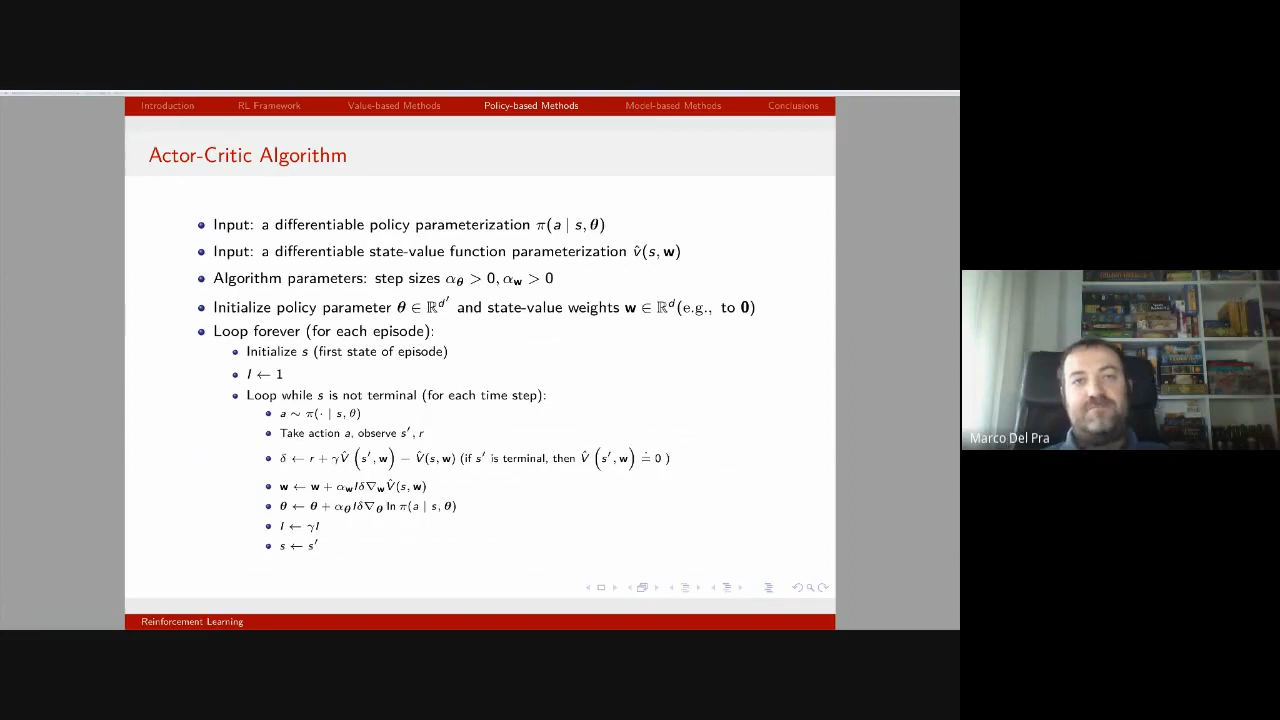 Introduction RL Framework Value-based Methods Policy-based Methods Model-based Methods Conclusions
Actor-Critic Algorithm
Input: a differentiable policy parameterization π(a | s, θ)
Input: a differentiable state-value function parameterization v̂(s, w)
Algorithm parameters: step sizes α_θ > 0, α_w > 0
Initialize policy parameter θ ∈ ℝ^d′ and state-value weights w ∈ ℝ^d(e.g., to 0)
Loop forever (for each episode):
Initialize s (first state of episode)
I ← 1
Loop while s is not terminal (for each time step):
a ∼ π(· | s, θ)
Take action a, observe s′, r
δ ← r + γV̂(s′, w) − V̂(s, w) (if s′ is terminal, then V̂(s′, w) ≐ 0 )
w ← w + α_w Iδ∇_w V̂(s, w)
θ ← θ + α_θ Iδ∇_θ ln π(a | s, θ)
I ← γI
s ← s′
Reinforcement Learning
Marco Del Pra